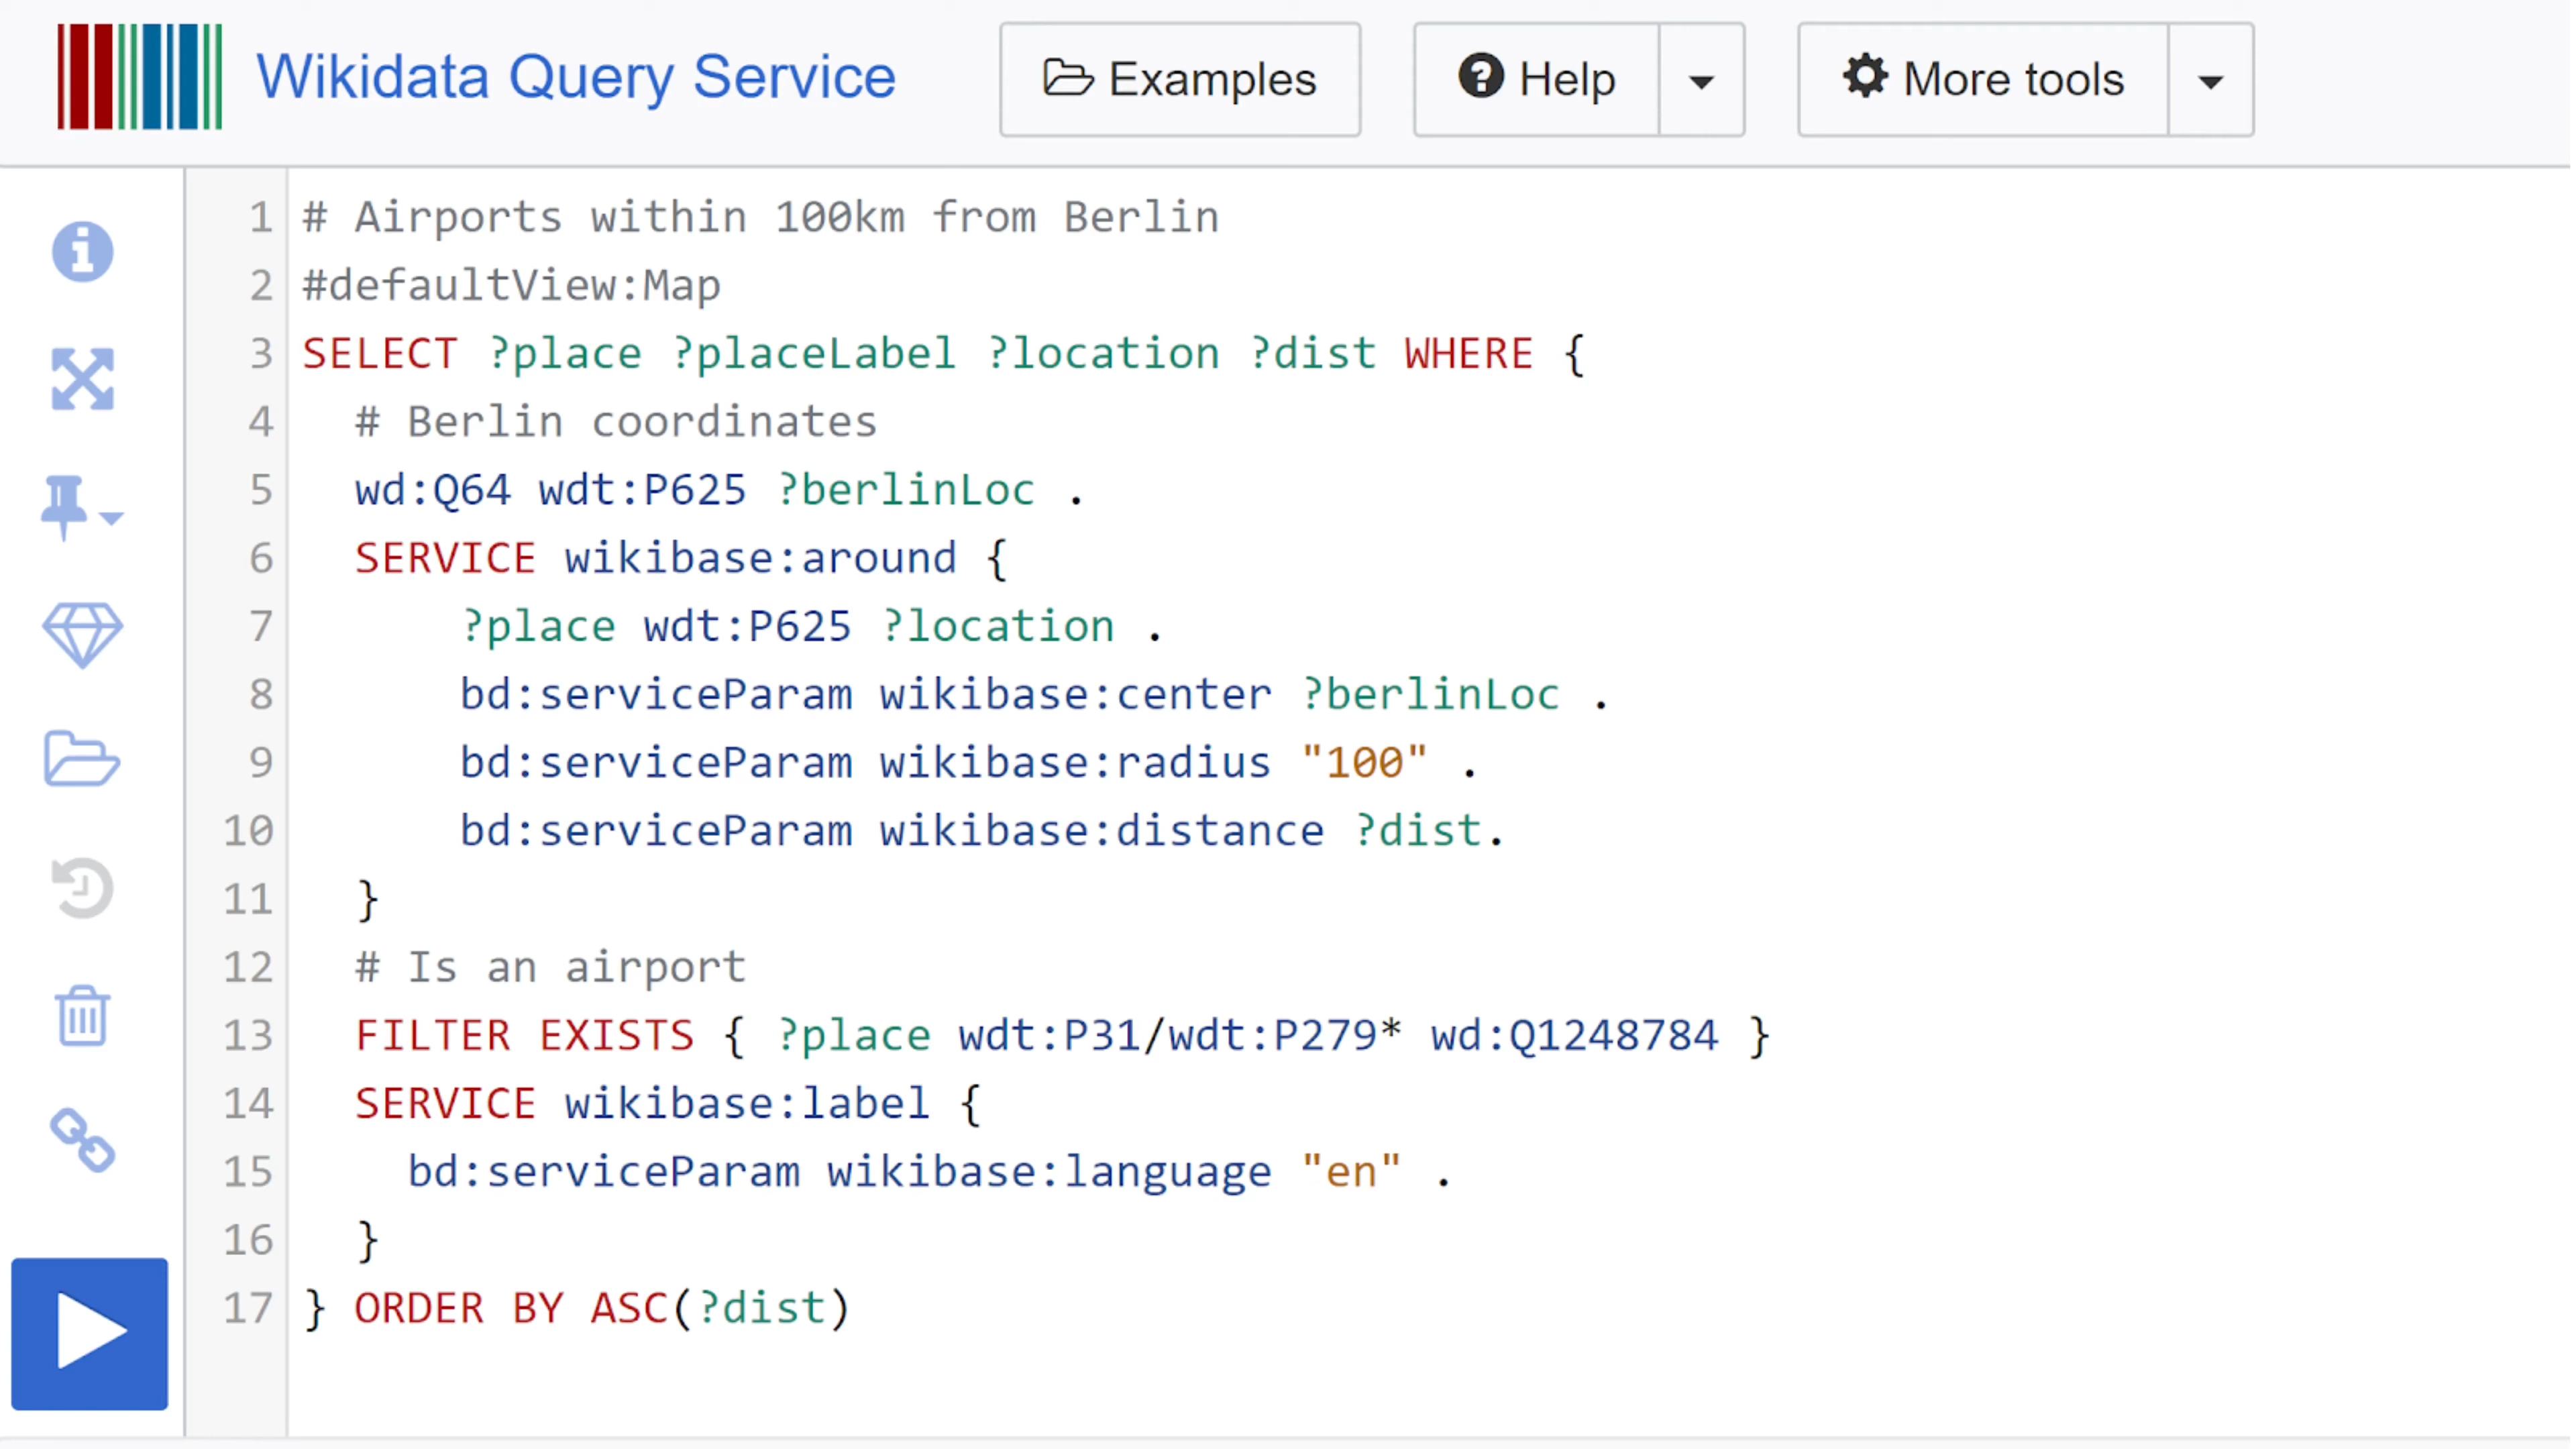 Wikidata Query Service Examples Help More tools
1 # Airports within 100km from Berlin
2 #defaultView:Map
3 SELECT ?place ?placeLabel ?location ?dist WHERE {
4 # Berlin coordinates
5 wd:Q64 wdt:P625 ?berlinLoc .
6 SERVICE wikibase:around {
7 ?place wdt:P625 ?location .
8 bd:serviceParam wikibase:center ?berlinLoc .
9 bd:serviceParam wikibase:radius "100" .
10 bd:serviceParam wikibase:distance ?dist.
11 }
12 # Is an airport
13 FILTER EXISTS { ?place wdt:P31/wdt:P279* wd:Q1248784 }
14 SERVICE wikibase:label {
15 bd:serviceParam wikibase:language "en" .
16 }
17 } ORDER BY ASC(?dist)